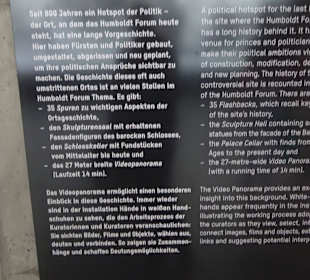 Seit 800 Jahren ein Hotspot der Politik –
der Ort, an dem das Humboldt Forum heute
steht, hat eine lange Vorgeschichte.
Hier haben Fürsten und Politiker gebaut,
umgestaltet, abgerissen und neu geplant,
um ihre politischen Ansprüche sichtbar zu
machen. Die Geschichte dieses oft auch
umstrittenen Ortes ist an vielen Stellen im
Humboldt Forum Thema. Es gibt
– 35 Spuren zu wichtigen Aspekten der
Ortsgeschichte,
– den Skulpturensaal mit erhaltenen
Fassadenfiguren des barocken Schlosses,
– den Schlosskeller mit Fundstücken
vom Mittelalter bis heute und
– das 27 Meter breite Videopanorama
(Laufzeit 14 min).
Das Videopanorama ermöglicht einen besonderen
Einblick in diese Geschichte. Immer wieder
sind in der Installation Hände in weißen Hand-
schuhen zu sehen, die den Arbeitsprozess der
Kuratorinnen und Kuratoren veranschaulichen:
Sie sichten Bilder, Filme und Objekte, wählen aus,
deuten und verbinden. So zeigen sie Zusammen-
hänge und schaffen Deutungsmöglichkeiten.
A political hotspot for the last
the site where the Humboldt Fo
has a long history behind it. It h
venue for princes and politician
make their political ambitions vi
of construction, modification, de
and new planning. The history of t
controversial site is recounted in
of the Humboldt Forum. There are
– 35 Flashbacks, which recall key
of the site's history,
– the Sculpture Hall containing s
statues from the facade of the Ba
– the Palace Cellar with finds from
Ages to the present day and
– the 27-metre-wide Video Panora
(with a running time of 14 min).
The Video Panorama provides an ex
insight into this background. White-
hands appear frequently in the ins
illustrating the working process ado
the curators as they view, select, int
connect images, films and objects, est
links and suggesting potential interp